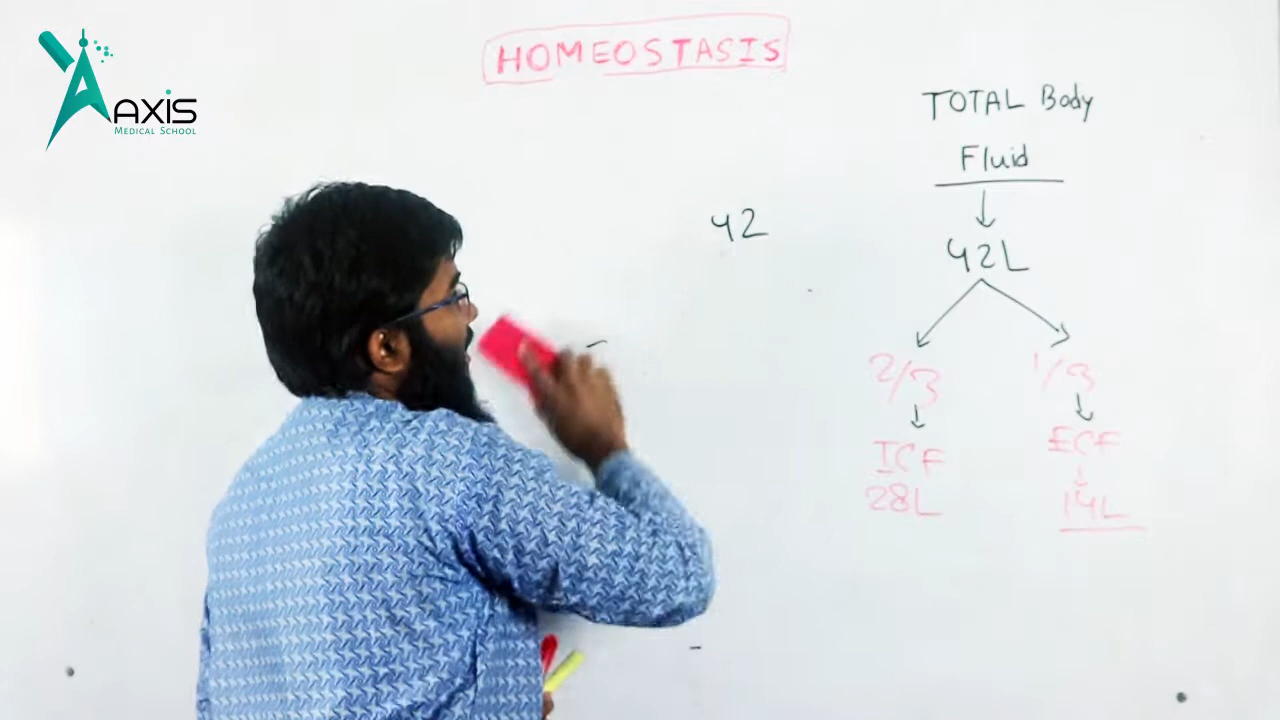 AXIS
MEDICAL SCHOOL
HOMEOSTASIS
TOTAL Body
Fluid
42
42L
2/3 1/3
ICF ECF
28L 14L